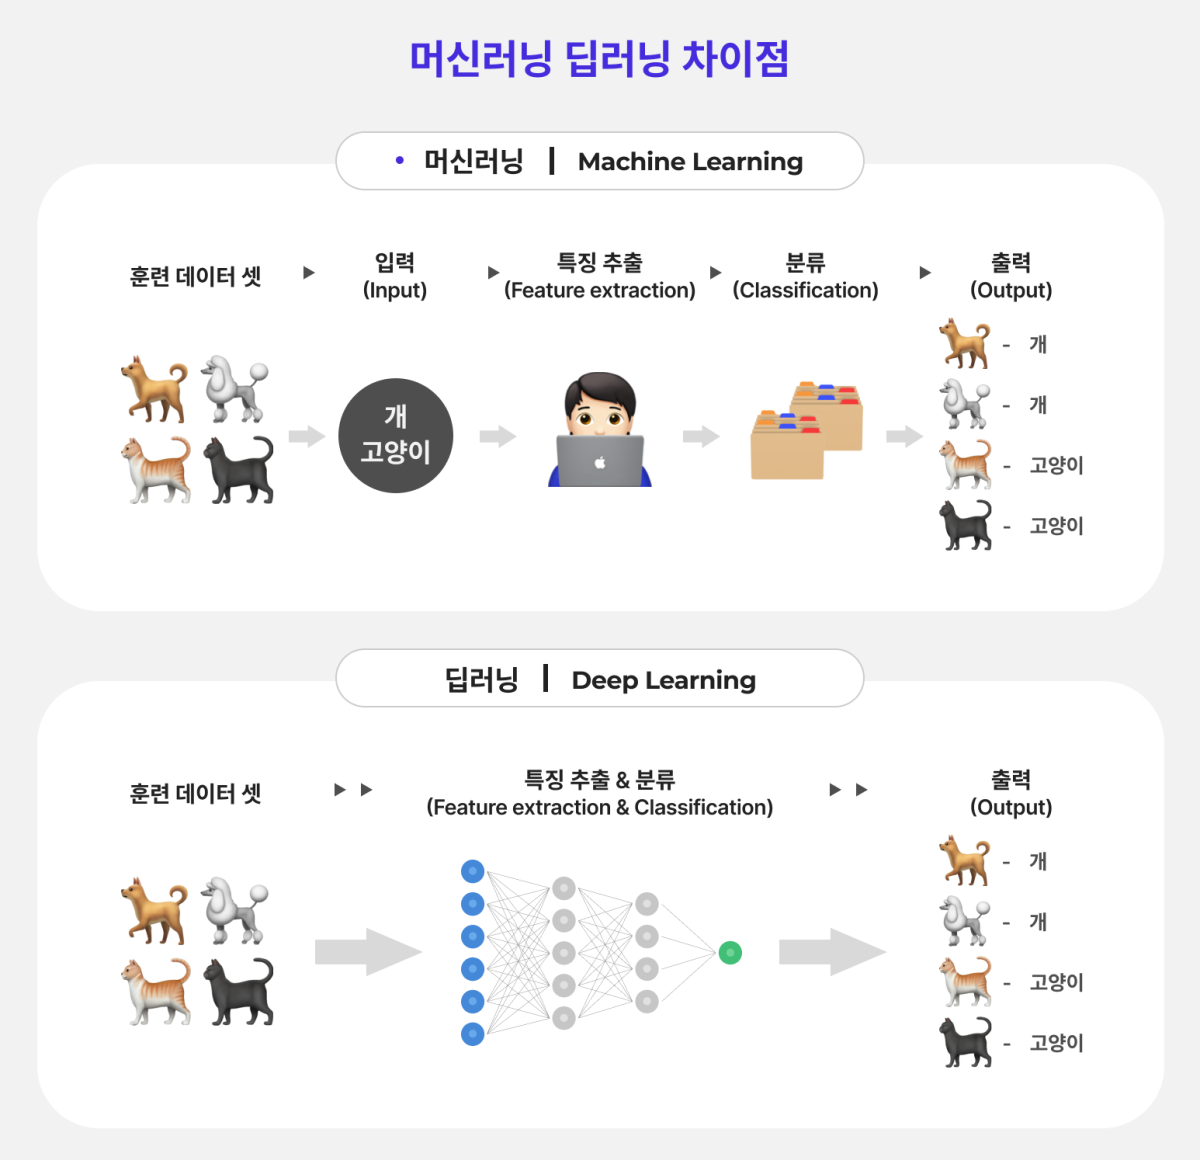 머신러닝 딥러닝 차이점
• 머신러닝 | Machine Learning
훈련 데이터 셋
입력
(Input)
특징 추출
(Feature extraction)
분류
(Classification)
출력
(Output)
개
고양이
- 개
- 개
- 고양이
- 고양이
딥러닝 | Deep Learning
훈련 데이터 셋
특징 추출 & 분류
(Feature extraction & Classification)
출력
(Output)
- 개
- 개
- 고양이
- 고양이